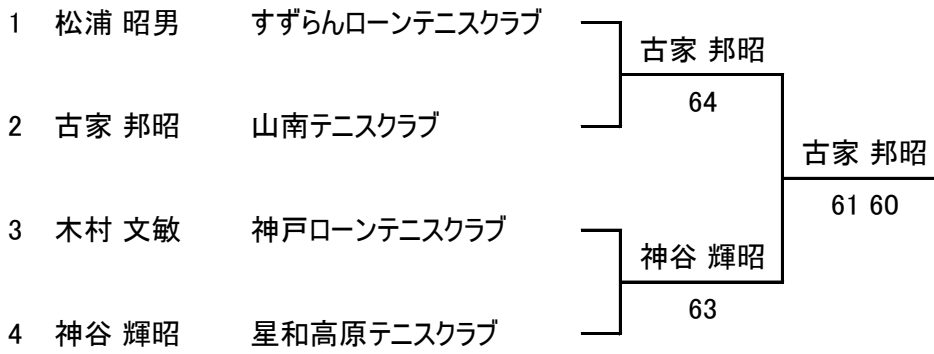 1 松浦 昭男 すずらんローンテニスクラブ
古家 邦昭
64
2 古家 邦昭 山南テニスクラブ
古家 邦昭
61 60
3 木村 文敏 神戸ローンテニスクラブ
神谷 輝昭
63
4 神谷 輝昭 星和高原テニスクラブ